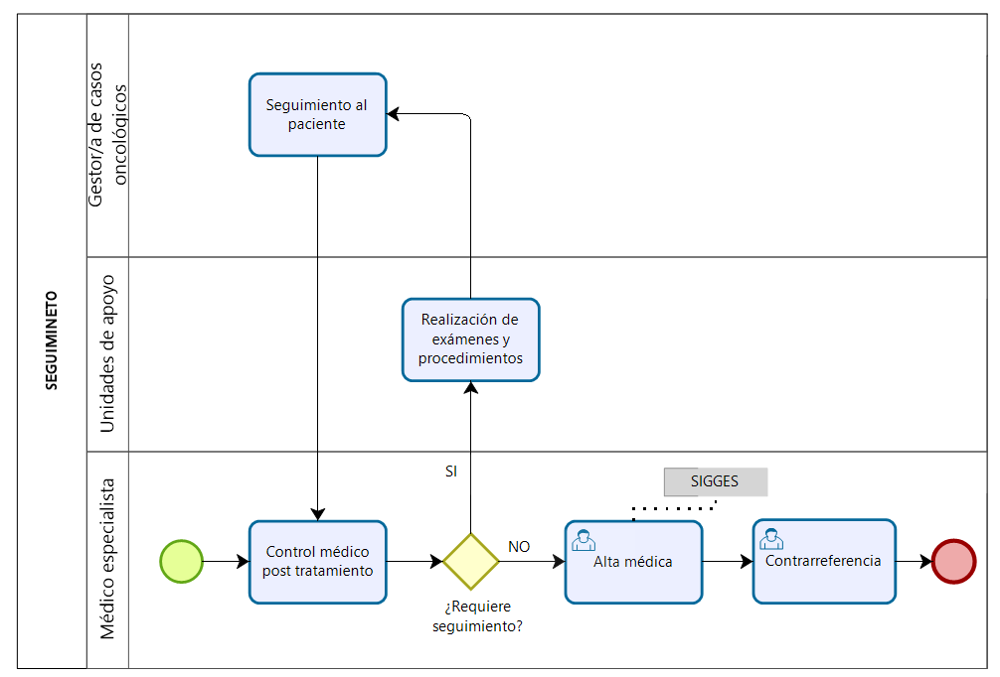 SEGUIMINETO
Gestor/a de casos
oncológicos
Seguimiento al
paciente
Unidades de apoyo
Realización de
exámenes y
procedimientos
Médico especialista
SI
SIGGES
Control médico
post tratamiento
NO
¿Requiere
seguimiento?
Alta médica
Contrarreferencia